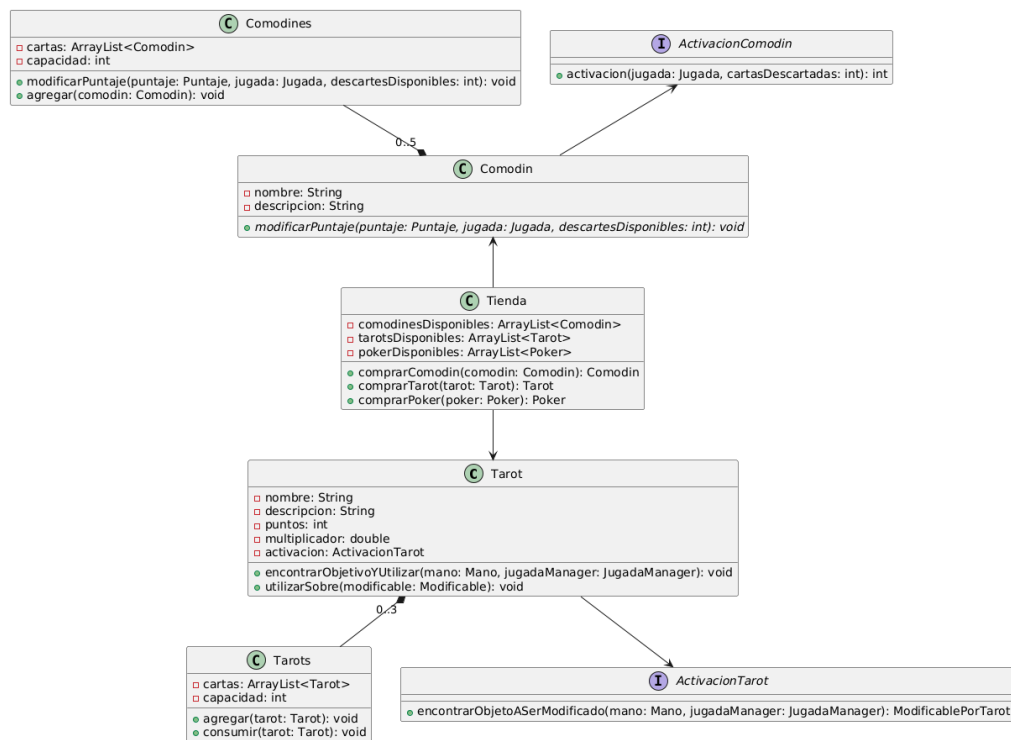 C Comodines
cartas: ArrayList<Comodin>
capacidad: int
modificarPuntaje(puntaje: Puntaje, jugada: Jugada, descartesDisponibles: int): void
agregar(comodin: Comodin): void
I ActivacionComodin
activacion(jugada: Jugada, cartasDescartadas: int): int
0..5
C Comodin
nombre: String
descripcion: String
modificarPuntaje(puntaje: Puntaje, jugada: Jugada, descartesDisponibles: int): void
C Tienda
comodinesDisponibles: ArrayList<Comodin>
tarotsDisponibles: ArrayList<Tarot>
pokerDisponibles: ArrayList<Poker>
comprarComodin(comodin: Comodin): Comodin
comprarTarot(tarot: Tarot): Tarot
comprarPoker(poker: Poker): Poker
C Tarot
nombre: String
descripcion: String
puntos: int
multiplicador: double
activacion: ActivacionTarot
encontrarObjetivoYUtilizar(mano: Mano, jugadaManager: JugadaManager): void
utilizarSobre(modificable: Modificable): void
0..3
C Tarots
cartas: ArrayList<Tarot>
capacidad: int
agregar(tarot: Tarot): void
consumir(tarot: Tarot): void
I ActivacionTarot
encontrarObjetoASerModificado(mano: Mano, jugadaManager: JugadaManager): ModificablePorTarot